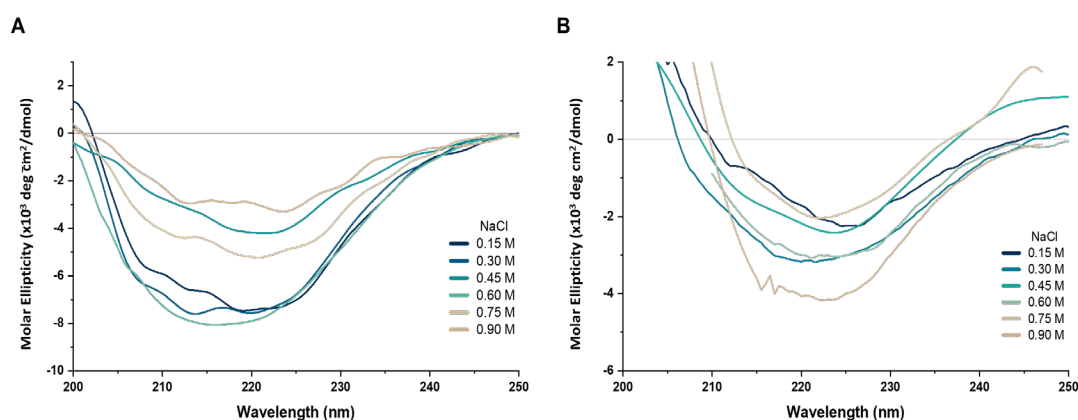 A
B
Molar Ellipticity (x10³ deg cm²/dmol)
2
0
-2
-4
-6
-8
-10
200
210
220
230
240
250
Wavelength (nm)
NaCl
0.15 M
0.30 M
0.45 M
0.60 M
0.75 M
0.90 M
Molar Ellipticity (x10³ deg cm²/dmol)
2
0
-2
-4
-6
200
210
220
230
240
250
Wavelength (nm)
NaCl
0.15 M
0.30 M
0.45 M
0.60 M
0.75 M
0.90 M